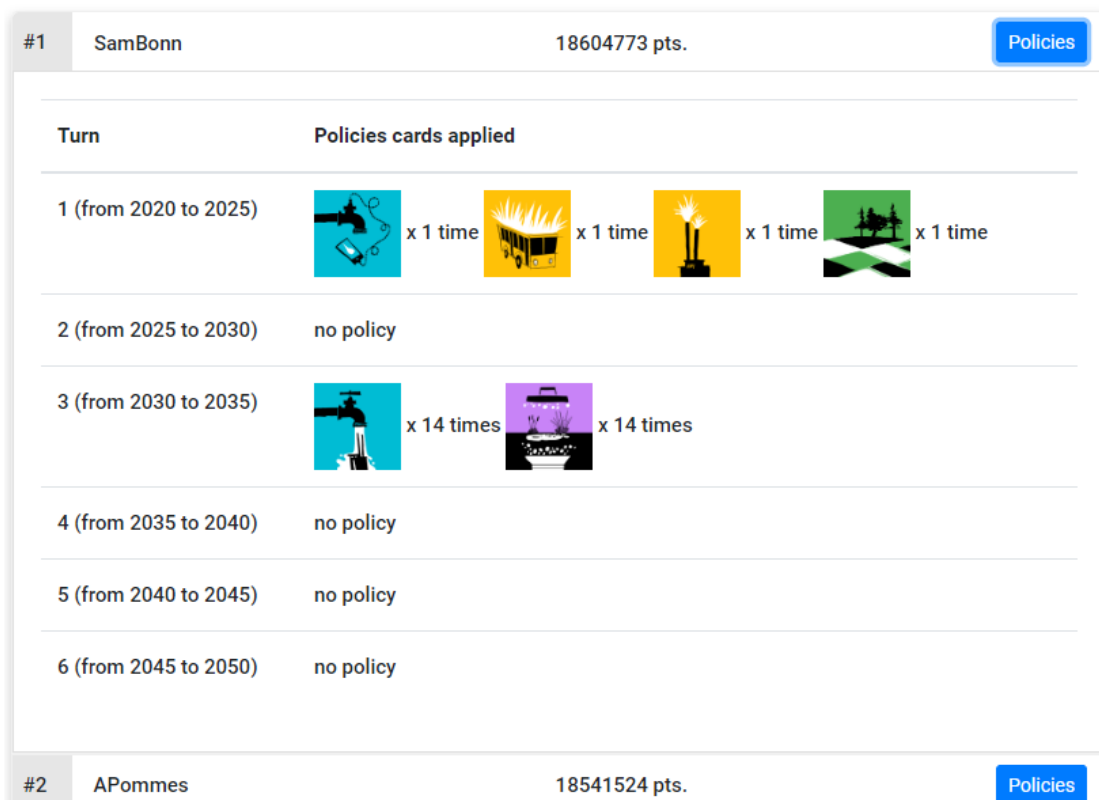 #1 SamBonn 18604773 pts. Policies
Turn Policies cards applied
1 (from 2020 to 2025) x 1 time x 1 time x 1 time x 1 time
2 (from 2025 to 2030) no policy
3 (from 2030 to 2035) x 14 times x 14 times
4 (from 2035 to 2040) no policy
5 (from 2040 to 2045) no policy
6 (from 2045 to 2050) no policy
#2 APommes 18541524 pts. Policies